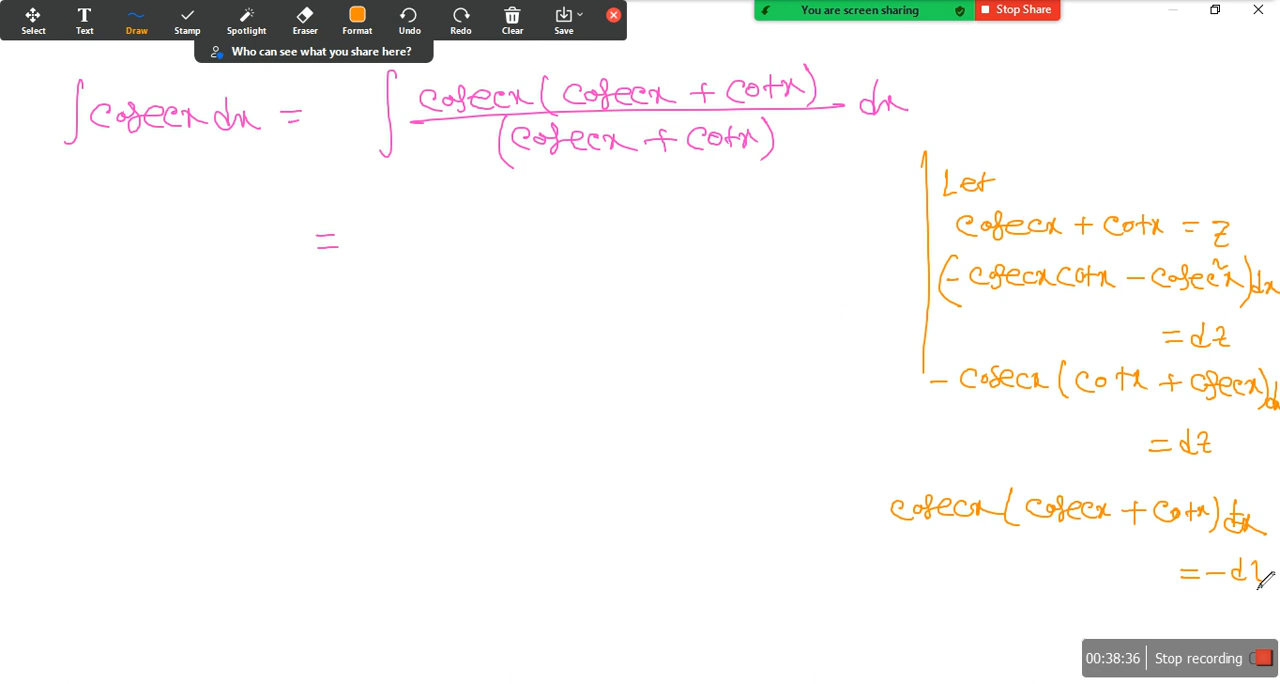 Select Text Draw Stamp Spotlight Eraser Format Undo Redo Clear Save
You are screen sharing Stop Share
Who can see what you share here?
∫cosecx dx = ∫ cosecx(cosecx + cotx) / (cosecx + cotx) dx
=
Let
cosecx + cotx = z
(- cosecxcotx - cosec²x)dx
= dz
- cosecx(cotx + cosecx)dx
= dz
cosecx(cosecx + cotx)dx
= - dz
00:38:36 Stop recording